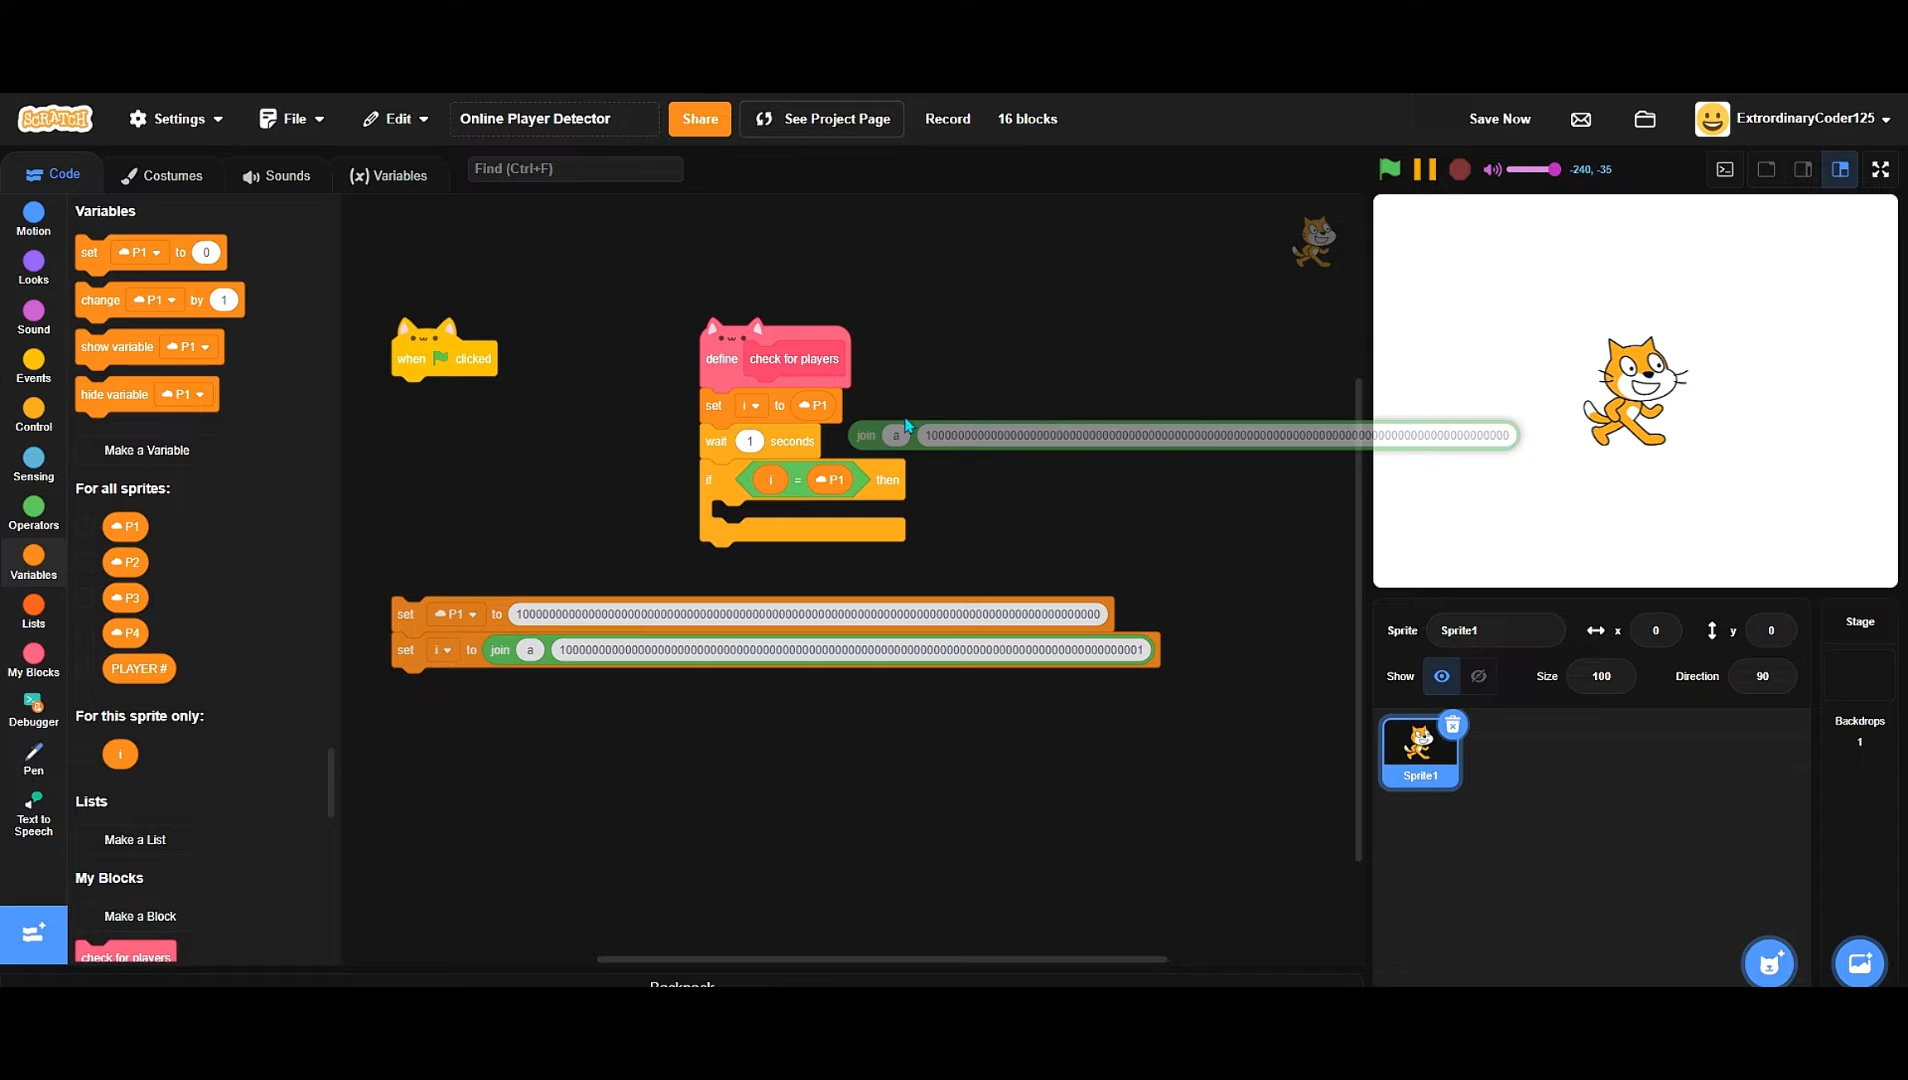 SCRATCH Settings File Edit Online Player Detector Share See Project Page Record 16 blocks Save Now ExtrordinaryCoder125
Code Costumes Sounds (x) Variables Find (Ctrl+F) -240, -35
Motion
Looks
Sound
Events
Control
Sensing
Operators
Variables
Lists
My Blocks
Debugger
Pen
Text to
Speech
Variables
set P1 to 0
change P1 by 1
show variable P1
hide variable P1
Make a Variable
For all sprites:
P1
P2
P3
P4
PLAYER #
For this sprite only:
i
Lists
Make a List
My Blocks
Make a Block
check for players
when clicked
define check for players
set i to P1
wait 1 seconds
join a
if i = P1 then
set P1 to
set i to join a
Backpack
Sprite Sprite1 x 0 y 0
Show Size 100 Direction 90
Sprite1
Stage
Backdrops
1